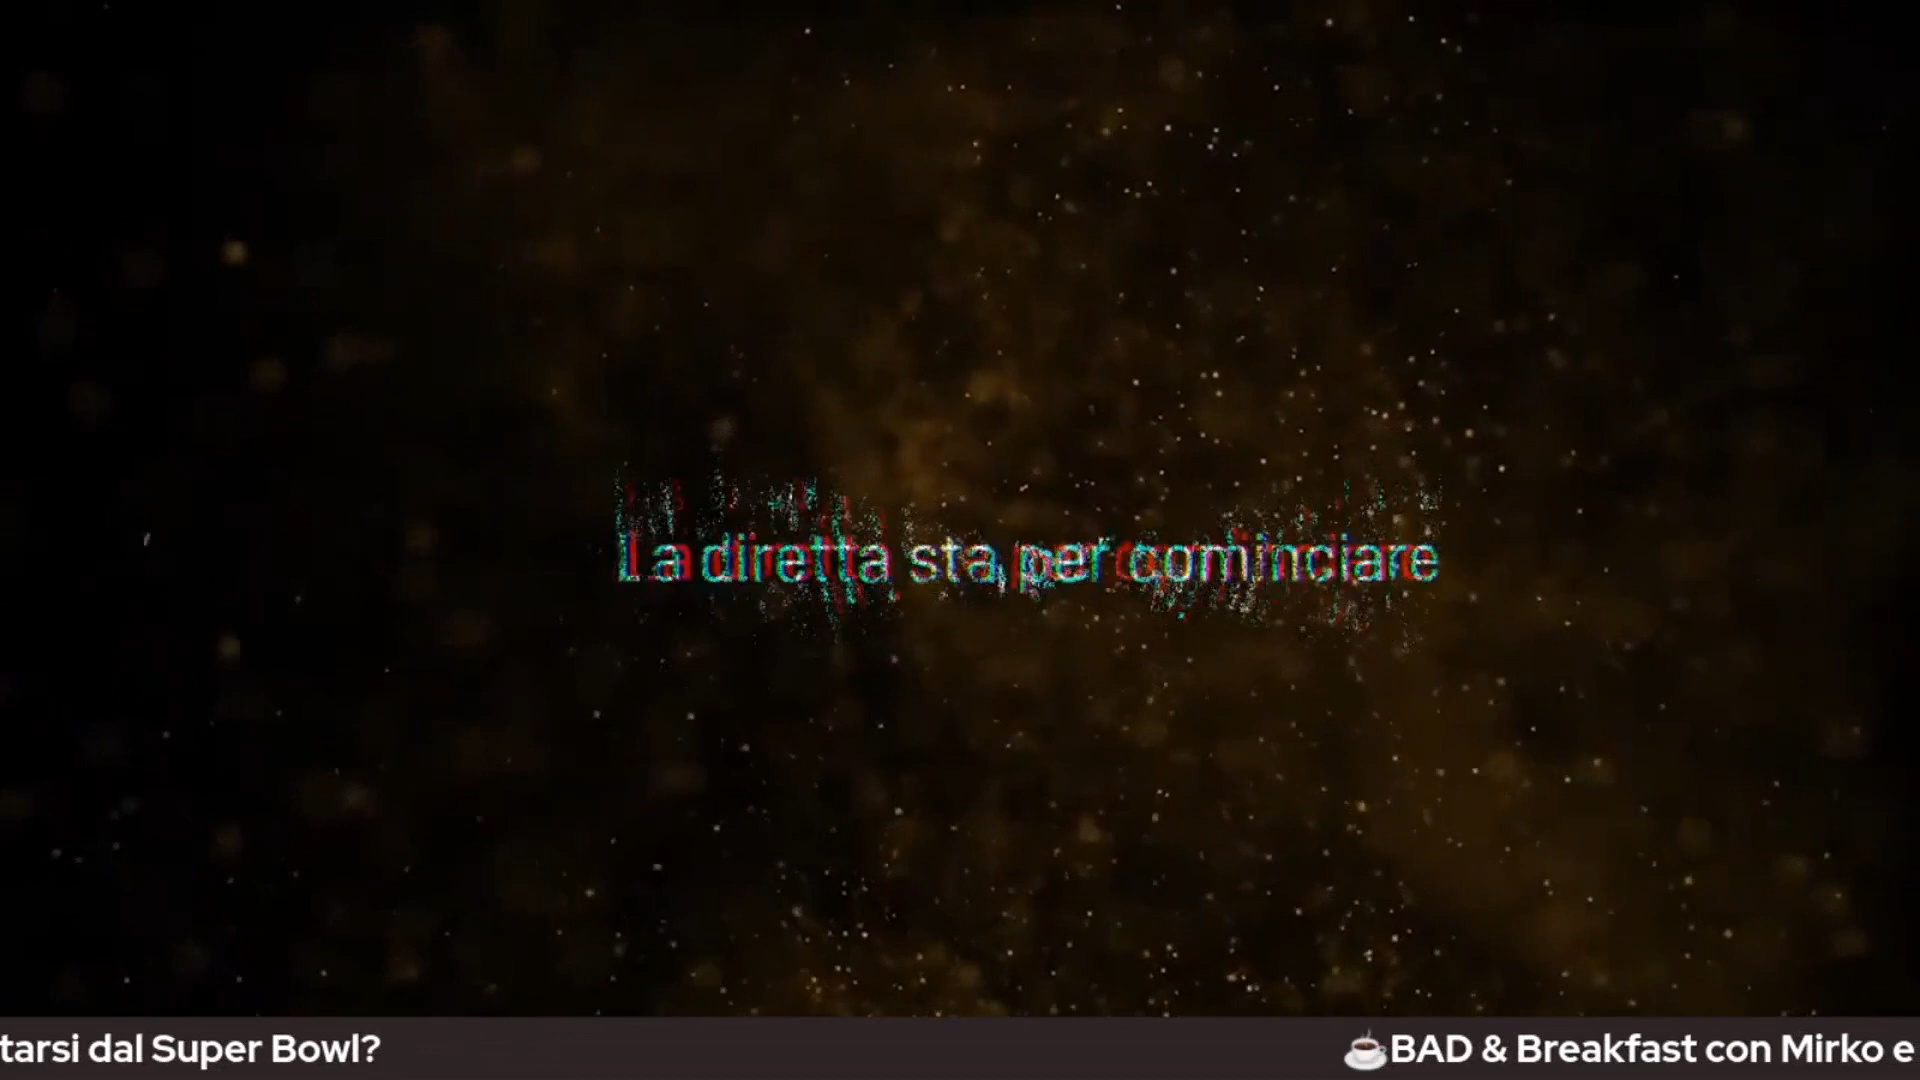 La diretta sta per cominciare
tarsi dal Super Bowl?
☕BAD & Breakfast con Mirko e